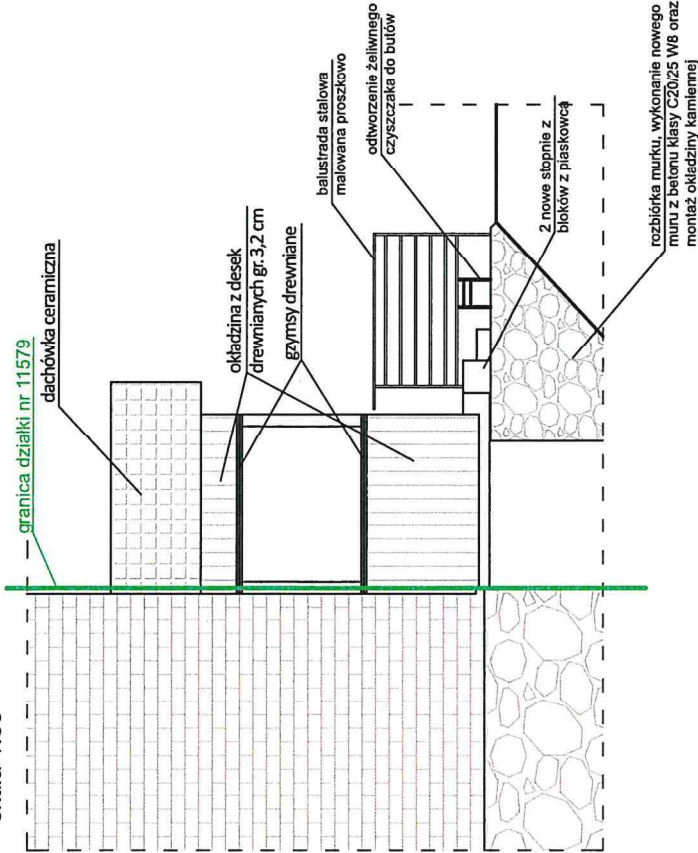 granica działki nr 11579
dachówka ceramiczna
okładzina z desek
drewnianych gr. 3,2 cm
gzymsy drewniane
balustrada stalowa
malowana proszkowo
odtworzenie żeliwnego
czyszczaka do butów
2 nowe stopnie z
bloków z piaskowca
rozbiórka murku, wykonanie nowego
muru z betonu klasy C20/25 W8 oraz
montaż okładziny kamiennej